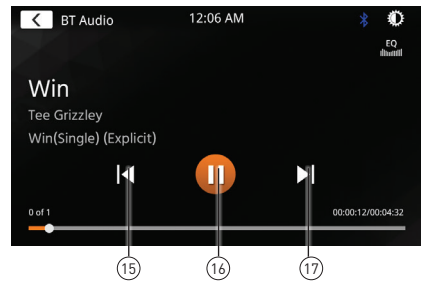 BT Audio 12:06 AM
EQ
Win
Tee Grizzley
Win(Single) (Explicit)
0 of 1 00:00:12/00:04:32
15 16 17